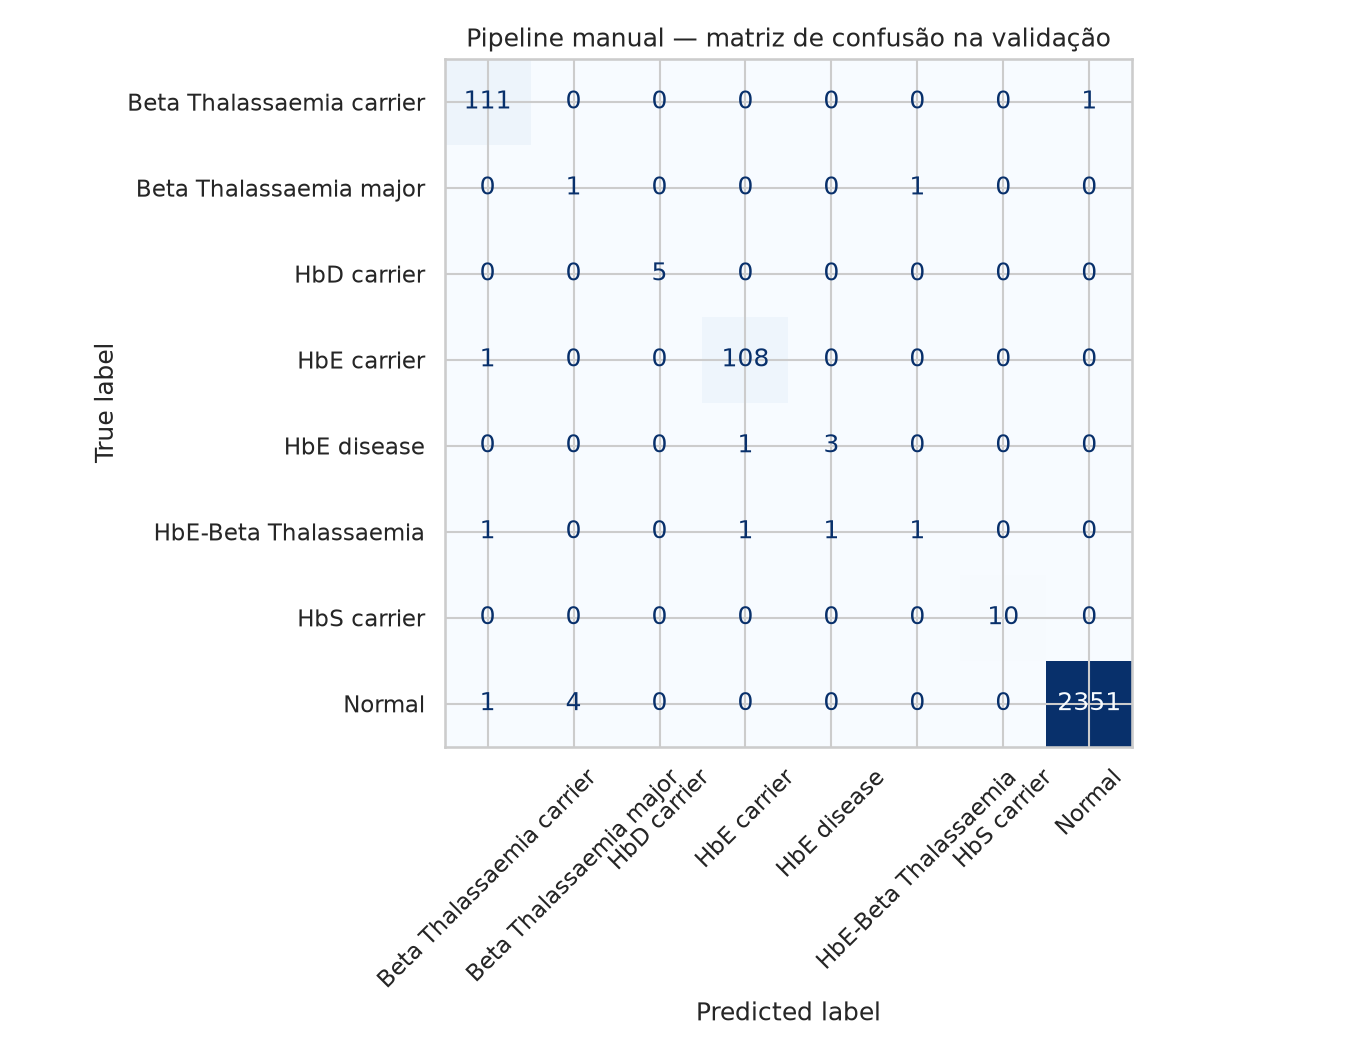 Pipeline manual — matriz de confusão na validação
Beta Thalassaemia carrier 111 0 0 0 0 0 0 1
Beta Thalassaemia major 0 1 0 0 0 1 0 0
HbD carrier 0 0 5 0 0 0 0 0
HbE carrier 1 0 0 108 0 0 0 0
HbE disease 0 0 0 1 3 0 0 0
HbE-Beta Thalassaemia 1 0 0 1 1 1 0 0
HbS carrier 0 0 0 0 0 0 10 0
Normal 1 4 0 0 0 0 0 2351
True label
Beta Thalassaemia carrier
Beta Thalassaemia major
HbD carrier
HbE carrier
HbE disease
HbE-Beta Thalassaemia
HbS carrier
Normal
Predicted label